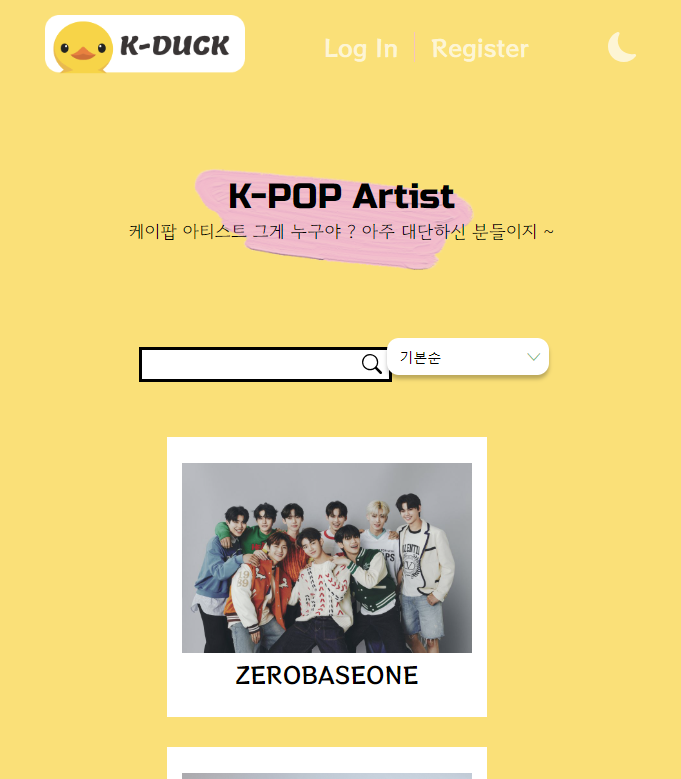 K-DUCK
Log In
Register
K-POP Artist
케이팝 아티스트 그게 누구야 ? 아주 대단하신 분들이지 ~
기본순
ZEROBASEONE